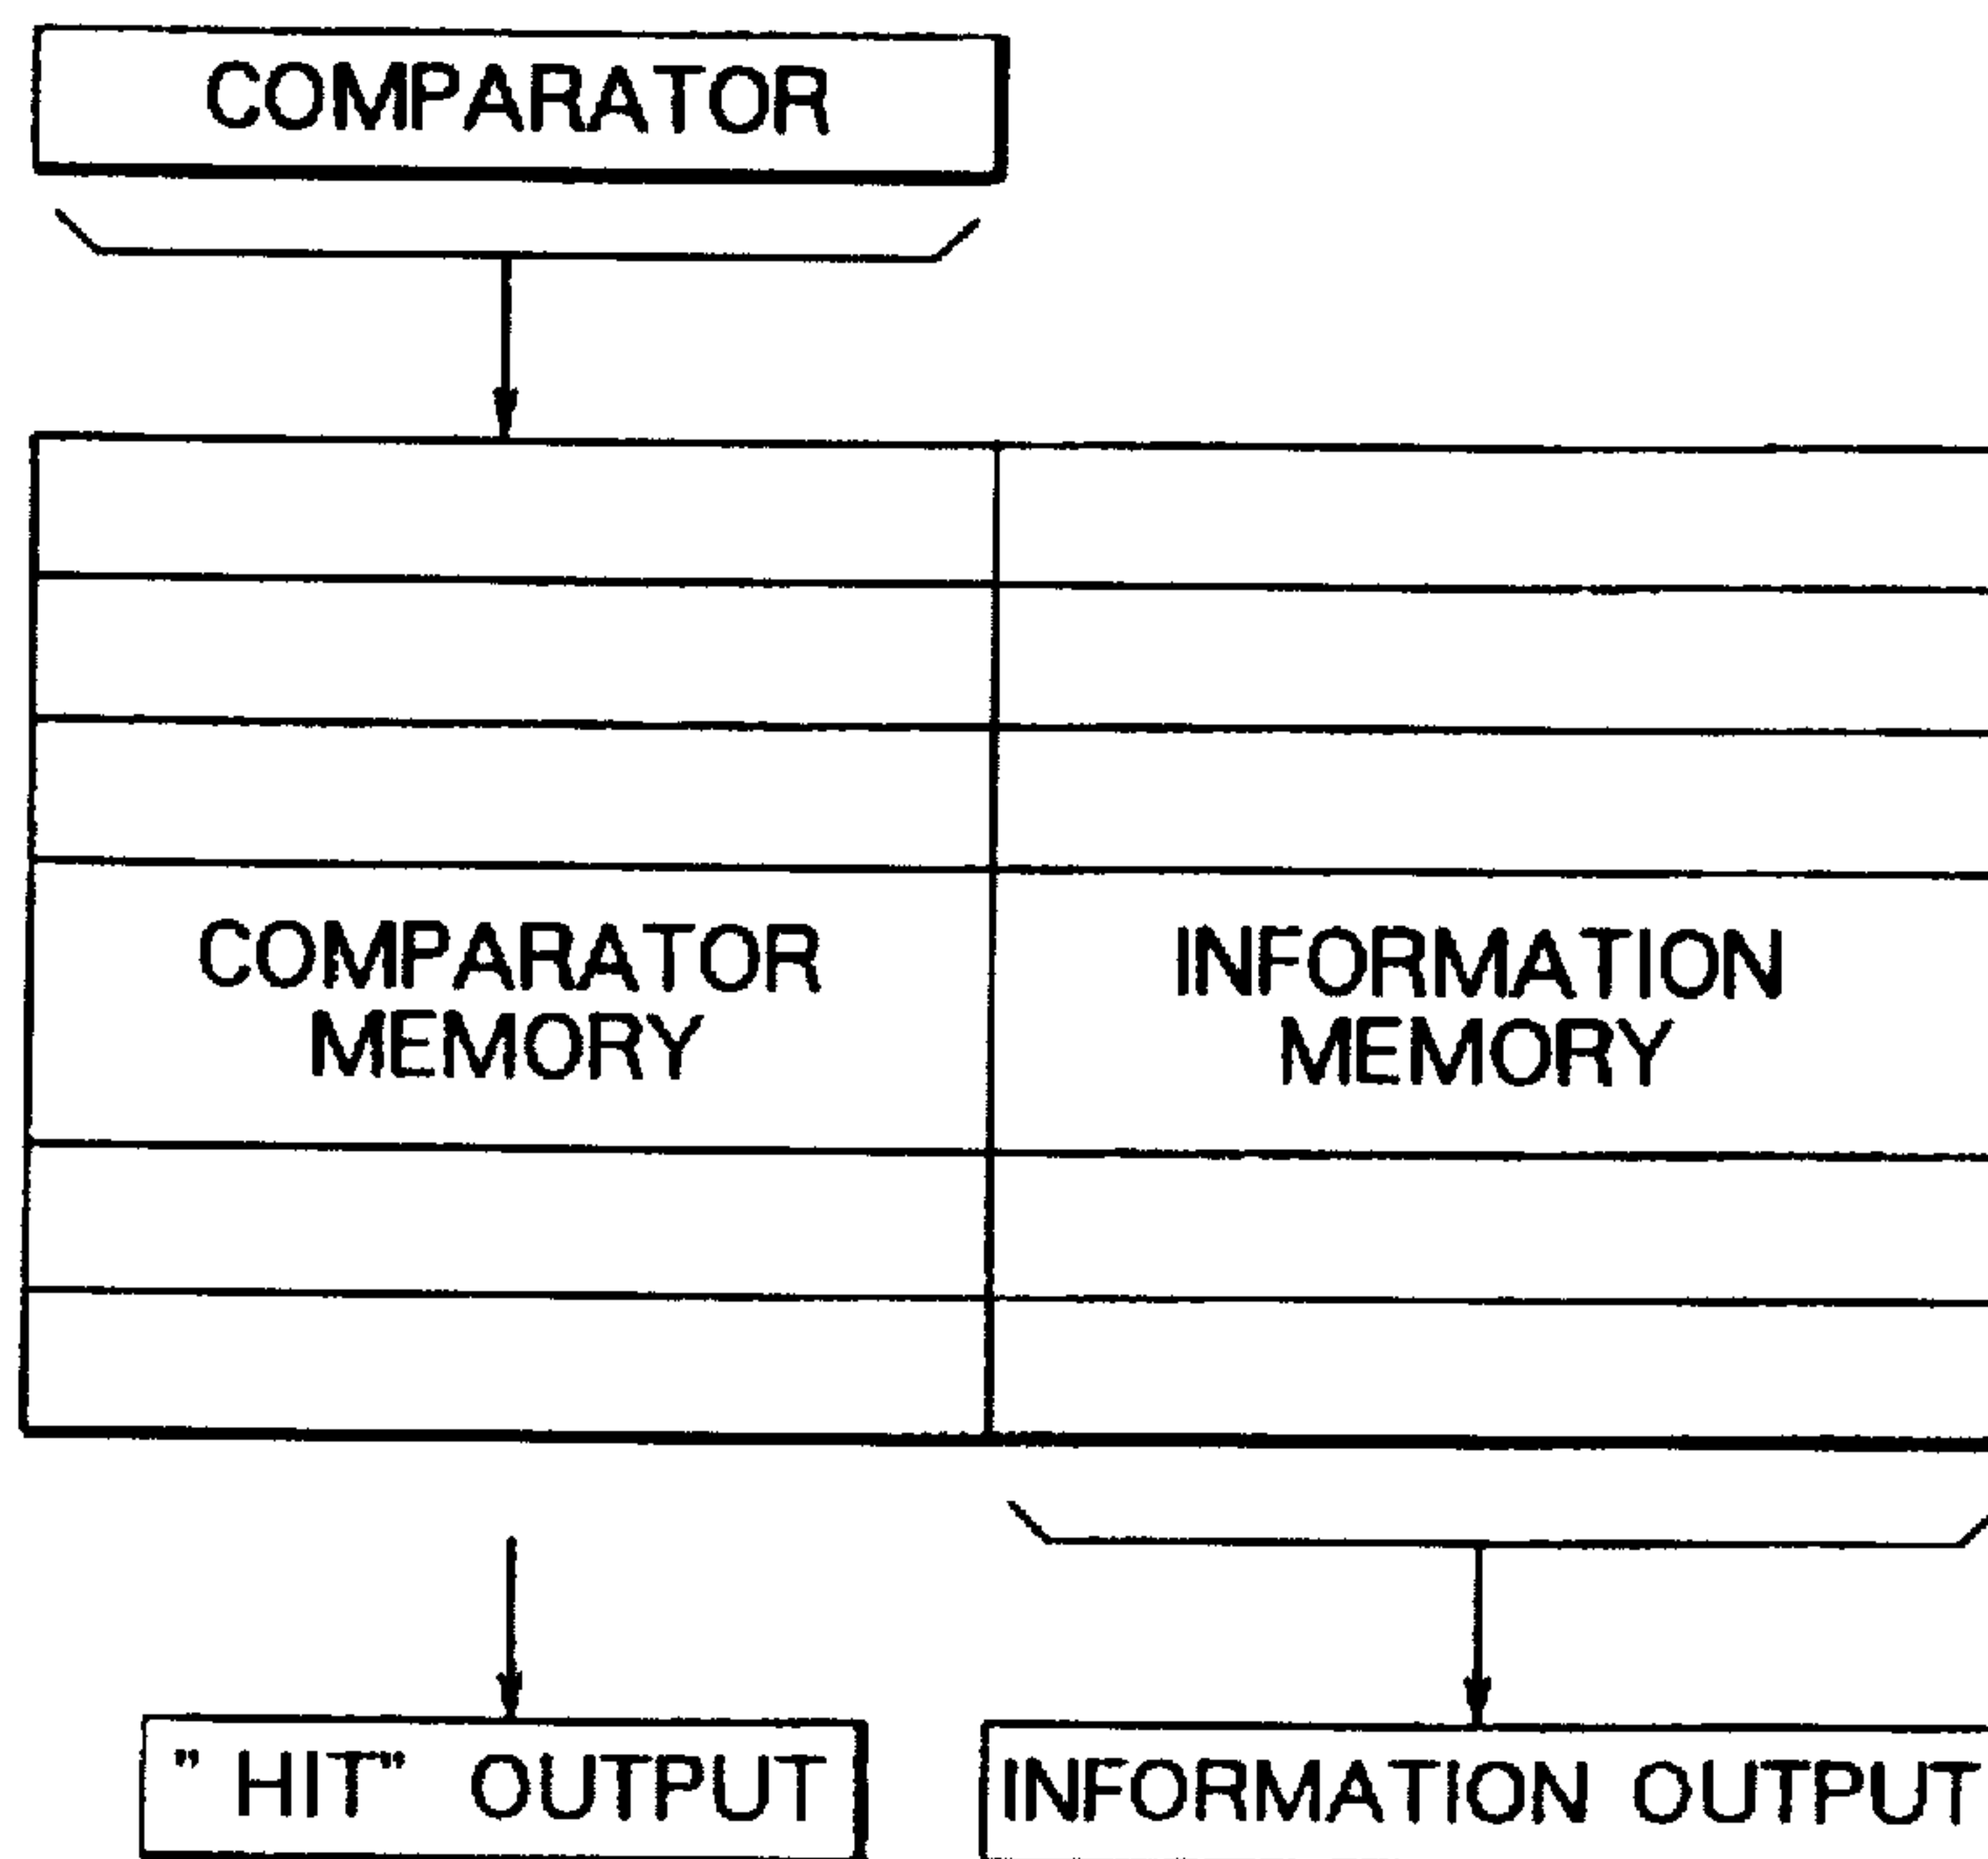 COMPARATOR
COMPARATOR
MEMORY
INFORMATION
MEMORY
" HIT" OUTPUT
INFORMATION OUTPUT